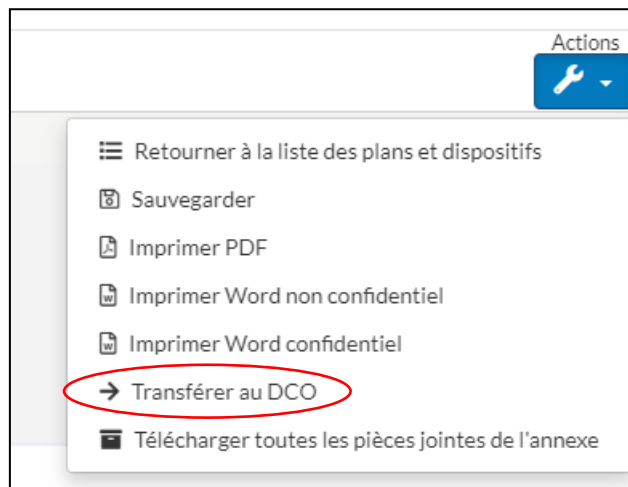 Actions
Retourner à la liste des plans et dispositifs
Sauvegarder
Imprimer PDF
Imprimer Word non confidentiel
Imprimer Word confidentiel
Transférer au DCO
Télécharger toutes les pièces jointes de l'annexe